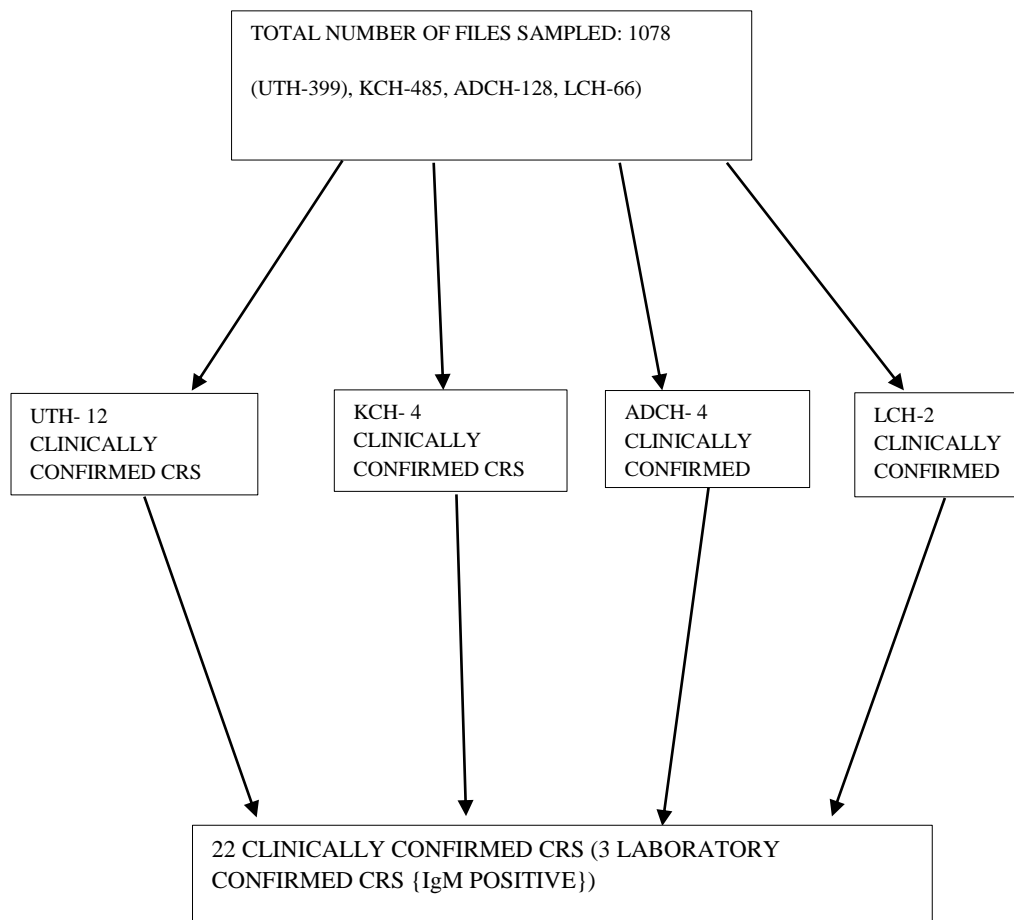 TOTAL NUMBER OF FILES SAMPLED: 1078
(UTH-399), KCH-485, ADCH-128, LCH-66)
UTH- 12
CLINICALLY
CONFIRMED CRS
KCH- 4
CLINICALLY
CONFIRMED CRS
ADCH- 4
CLINICALLY
CONFIRMED
LCH-2
CLINICALLY
CONFIRMED
22 CLINICALLY CONFIRMED CRS (3 LABORATORY
CONFIRMED CRS {IgM POSITIVE})